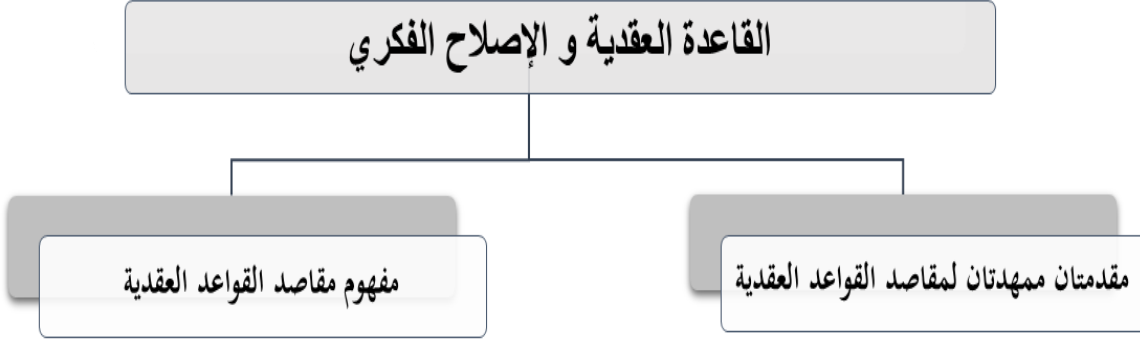 القاعدة العقدية و الإصلاح الفكري
مقدمتان ممهدتان لمقاصد القواعد العقدية
مفهوم مقاصد القواعد العقدية